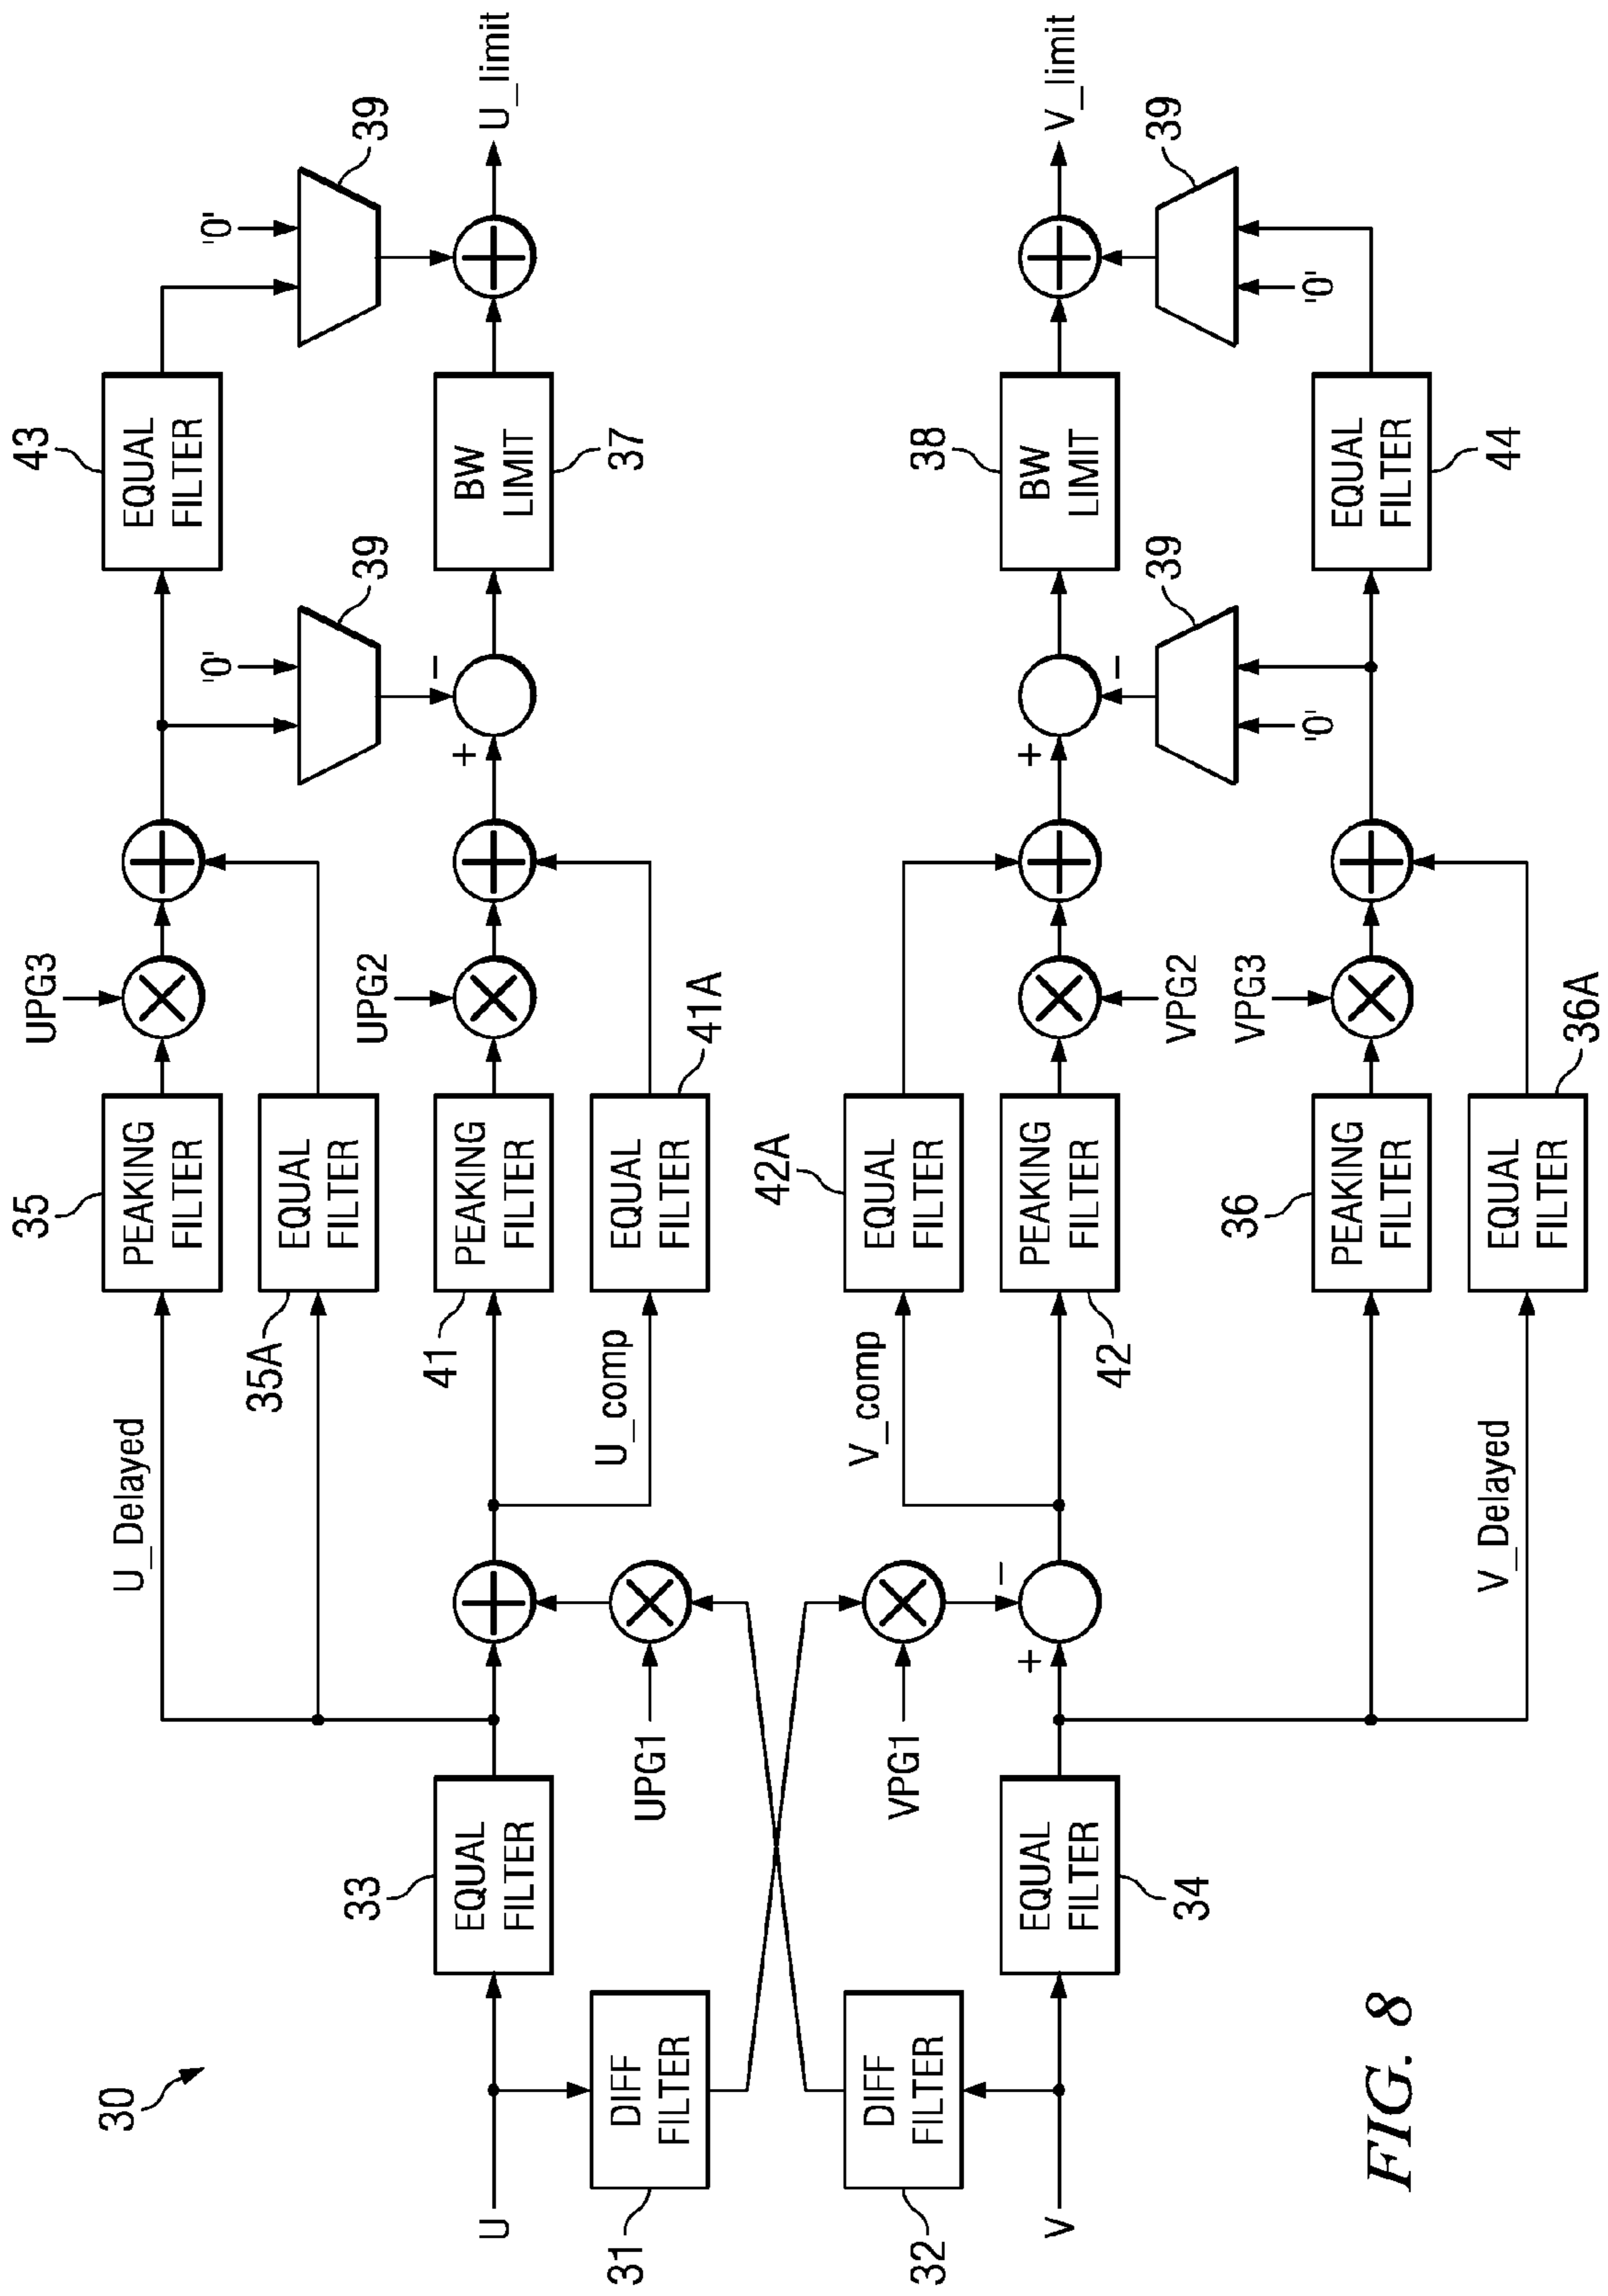 30
U
V
31
DIFF
FILTER
32
DIFF
FILTER
33
EQUAL
FILTER
34
EQUAL
FILTER
UPG1
VPG1
+
-
U_Delayed
U_comp
V_comp
V_Delayed
35
PEAKING
FILTER
35A
EQUAL
FILTER
41
PEAKING
FILTER
41A
EQUAL
FILTER
42A
EQUAL
FILTER
42
PEAKING
FILTER
36
PEAKING
FILTER
36A
EQUAL
FILTER
UPG3
UPG2
VPG2
VPG3
'0'
39
-
+
'0'
39
-
+
43
EQUAL
FILTER
BW
LIMIT
37
38
BW
LIMIT
EQUAL
FILTER
44
'0'
39
'0'
39
U_limit
V_limit
FIG. 8